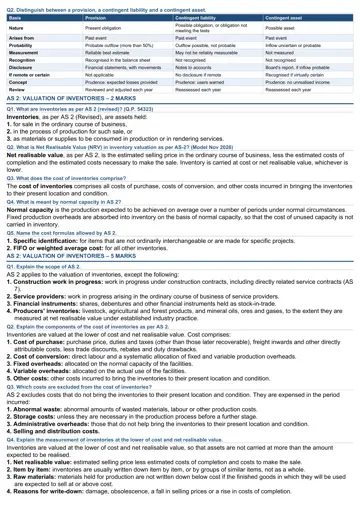 Q2. Distinguish between a provision, a contingent liability and a contingent asset.
Basis Provision Contingent liability Contingent asset
Nature Present obligation Possible obligation, or obligation not meeting the tests Possible asset
Arises from Past event Past event Past event
Probability Probable outflow (more than 50%) Outflow possible, not probable Inflow uncertain or probable
Measurement Reliable best estimate May not be reliably measurable Not measured
Recognition Recognised in the balance sheet Not recognised Not recognised
Disclosure Financial statements, with movements Notes to accounts Board's report, if inflow probable
If remote or certain Not applicable No disclosure if remote Recognised if virtually certain
Concept Prudence: expected losses provided Prudence: users warned Prudence: no unrealised income
Review Reviewed and adjusted each year Reassessed each year Reassessed each year
AS 2: VALUATION OF INVENTORIES – 2 MARKS
Q1. What are inventories as per AS 2 (revised)? (Q.P. 54323)
Inventories, as per AS 2 (Revised), are assets held:
1. for sale in the ordinary course of business,
2. in the process of production for such sale, or
3. as materials or supplies to be consumed in production or in rendering services.
Q2. What is Net Realisable Value (NRV) in inventory valuation as per AS-2? (Model Nov 2026)
Net realisable value, as per AS 2, is the estimated selling price in the ordinary course of business, less the estimated costs of
completion and the estimated costs necessary to make the sale. Inventory is carried at cost or net realisable value, whichever is
lower.
Q3. What does the cost of inventories comprise?
The cost of inventories comprises all costs of purchase, costs of conversion, and other costs incurred in bringing the inventories
to their present location and condition.
Q4. What is meant by normal capacity in AS 2?
Normal capacity is the production expected to be achieved on average over a number of periods under normal circumstances.
Fixed production overheads are absorbed into inventory on the basis of normal capacity, so that the cost of unused capacity is not
carried in inventory.
Q5. Name the cost formulas allowed by AS 2.
1. Specific identification: for items that are not ordinarily interchangeable or are made for specific projects.
2. FIFO or weighted average cost: for all other inventories.
AS 2: VALUATION OF INVENTORIES – 5 MARKS
Q1. Explain the scope of AS 2.
AS 2 applies to the valuation of inventories, except the following:
1. Construction work in progress: work in progress under construction contracts, including directly related service contracts (AS
7).
2. Service providers: work in progress arising in the ordinary course of business of service providers.
3. Financial instruments: shares, debentures and other financial instruments held as stock-in-trade.
4. Producers' inventories: livestock, agricultural and forest products, and mineral oils, ores and gases, to the extent they are
measured at net realisable value under established industry practice.
Q2. Explain the components of the cost of inventories as per AS 2.
Inventories are valued at the lower of cost and net realisable value. Cost comprises:
1. Cost of purchase: purchase price, duties and taxes (other than those later recoverable), freight inwards and other directly
attributable costs, less trade discounts, rebates and duty drawbacks.
2. Cost of conversion: direct labour and a systematic allocation of fixed and variable production overheads.
3. Fixed overheads: allocated on the normal capacity of the facilities.
4. Variable overheads: allocated on the actual use of the facilities.
5. Other costs: other costs incurred to bring the inventories to their present location and condition.
Q3. Which costs are excluded from the cost of inventories?
AS 2 excludes costs that do not bring the inventories to their present location and condition. They are expensed in the period
incurred:
1. Abnormal waste: abnormal amounts of wasted materials, labour or other production costs.
2. Storage costs: unless they are necessary in the production process before a further stage.
3. Administrative overheads: those that do not help bring the inventories to their present location and condition.
4. Selling and distribution costs.
Q4. Explain the measurement of inventories at the lower of cost and net realisable value.
Inventories are valued at the lower of cost and net realisable value, so that assets are not carried at more than the amount
expected to be realised.
1. Net realisable value: estimated selling price less estimated costs of completion and costs to make the sale.
2. Item by item: inventories are usually written down item by item, or by groups of similar items, not as a whole.
3. Raw materials: materials held for production are not written down below cost if the finished goods in which they will be used
are expected to sell at or above cost.
4. Reasons for write-down: damage, obsolescence, a fall in selling prices or a rise in costs of completion.